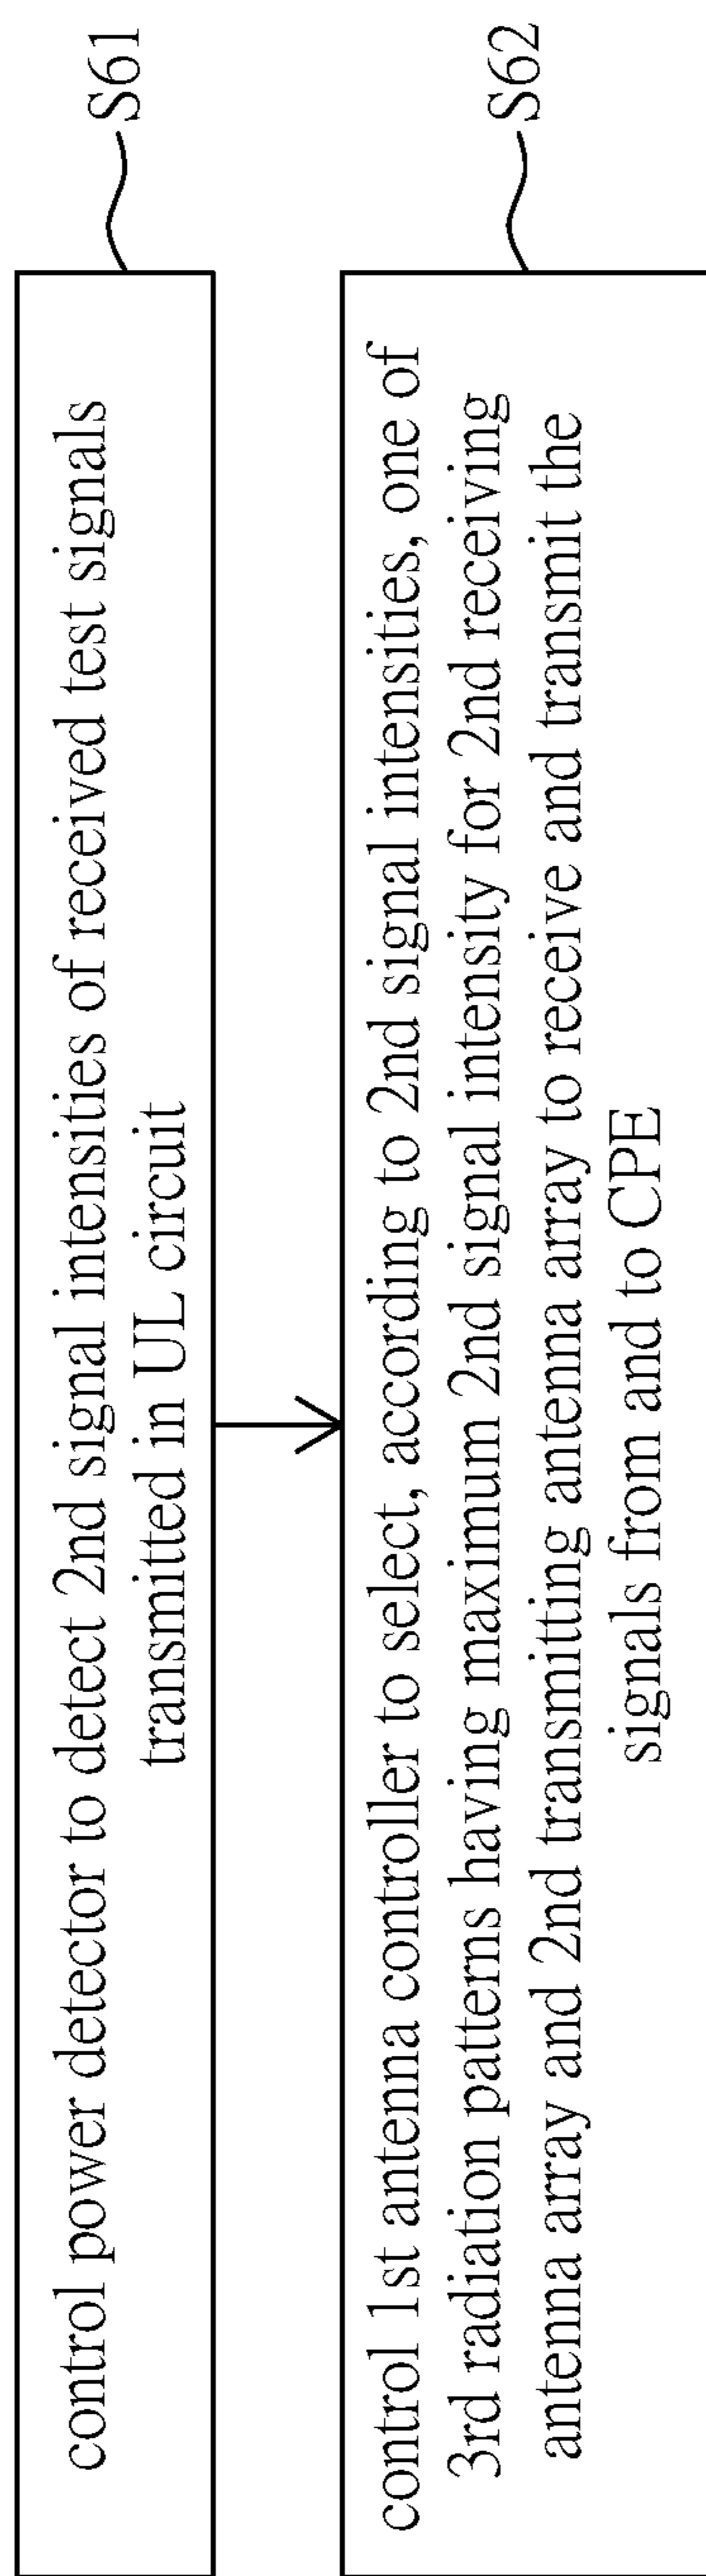 S61
control power detector to detect 2nd signal intensities of received test signals
transmitted in UL circuit
S62
control 1st antenna controller to select, according to 2nd signal intensities, one of
3rd radiation patterns having maximum 2nd signal intensity for 2nd receiving
antenna array and 2nd transmitting antenna array to receive and transmit the
signals from and to CPE